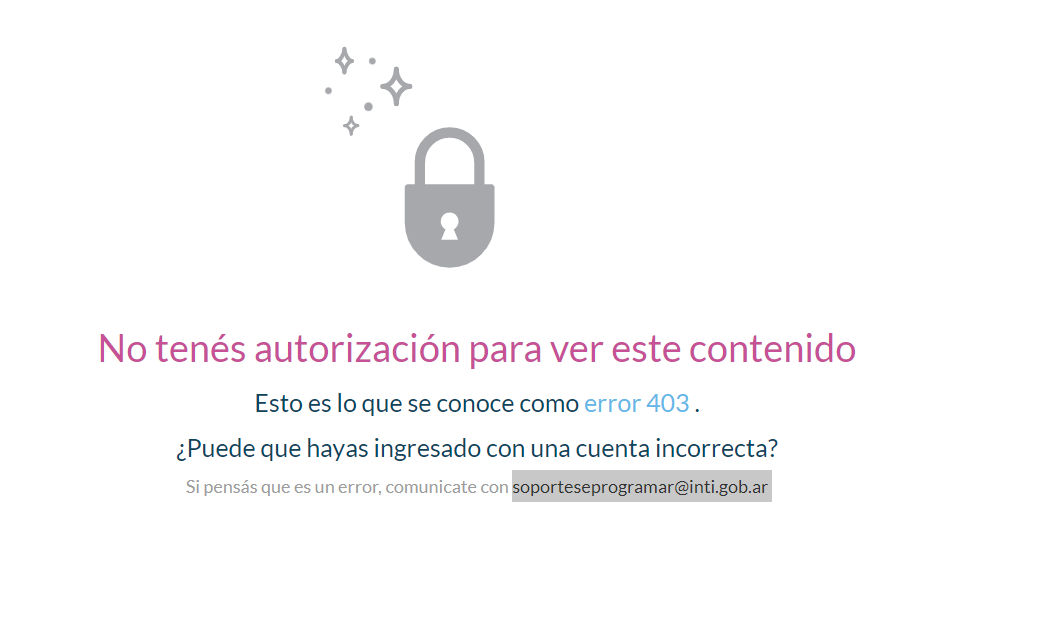 No tenés autorización para ver este contenido
Esto es lo que se conoce como error 403 .
¿Puede que hayas ingresado con una cuenta incorrecta?
Si pensás que es un error, comunicate con soporteseprogramar@inti.gob.ar